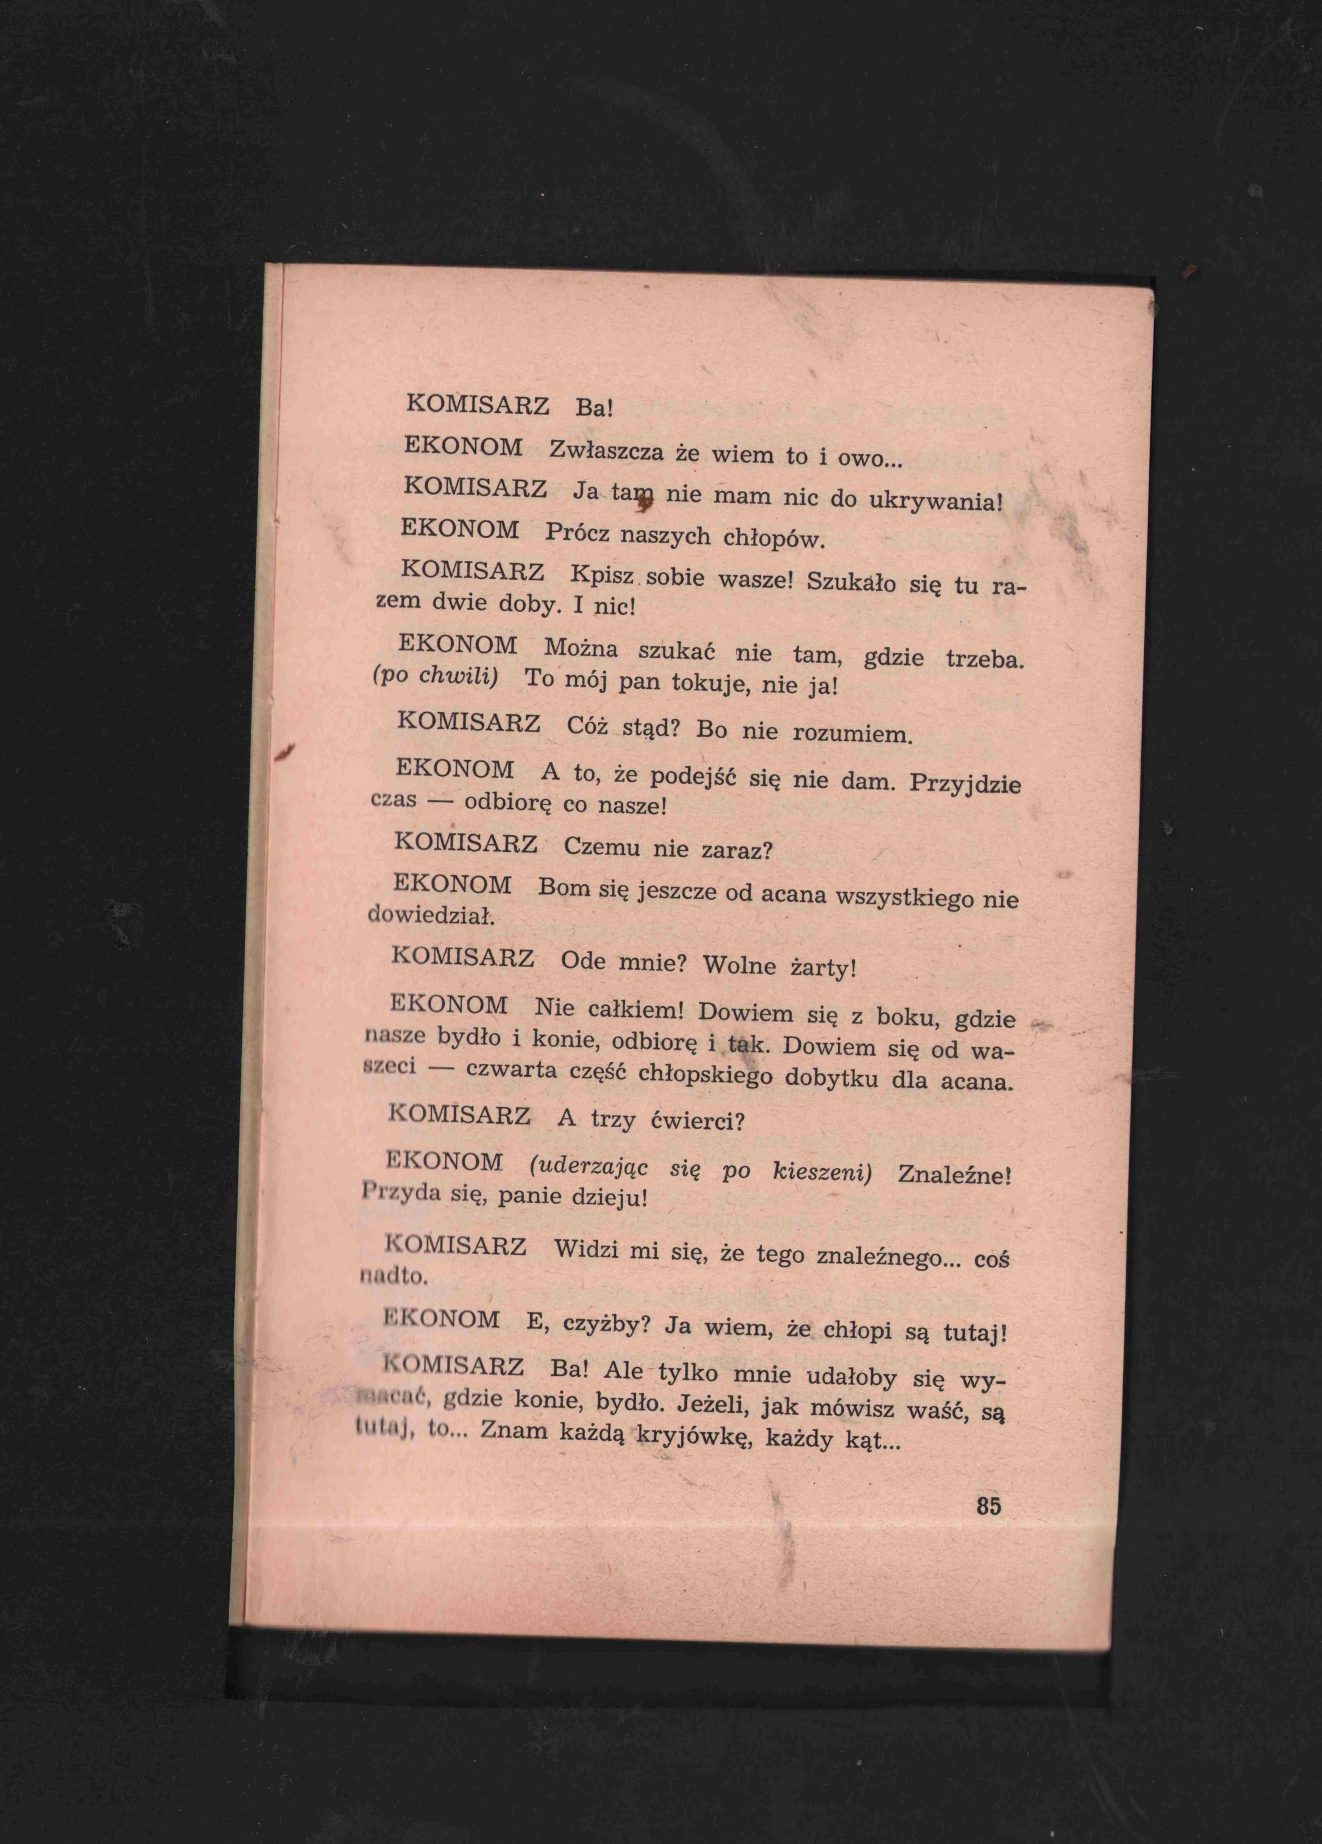 KOMISARZ Ba!
EKONOM Zwłaszcza że wiem to i owo...
KOMISARZ Ja tam nie mam nic do ukrywania!
EKONOM Prócz naszych chłopów.
KOMISARZ Kpisz sobie wasze! Szukało się tu ra-
zem dwie doby. I nic!
EKONOM Można szukać nie tam, gdzie trzeba.
(po chwili) To mój pan tokuje, nie ja!
KOMISARZ Cóż stąd? Bo nie rozumiem.
EKONOM A to, że podejść się nie dam. Przyjdzie
czas — odbiorę co nasze!
KOMISARZ Czemu nie zaraz?
EKONOM Bom się jeszcze od acana wszystkiego nie
dowiedział.
KOMISARZ Ode mnie? Wolne żarty!
EKONOM Nie całkiem! Dowiem się z boku, gdzie
nasze bydło i konie, odbiorę i tak. Dowiem się od wa-
szeci — czwarta część chłopskiego dobytku dla acana.
KOMISARZ A trzy ćwierci?
EKONOM (uderzając się po kieszeni) Znaleźne!
Przyda się, panie dzieju!
KOMISARZ Widzi mi się, że tego znaleźnego... coś
nadto.
EKONOM E, czyżby? Ja wiem, że chłopi są tutaj!
KOMISARZ Ba! Ale tylko mnie udałoby się wy-
macać, gdzie konie, bydło. Jeżeli, jak mówisz waść, są
tutaj, to... Znam każdą kryjówkę, każdy kąt...
85